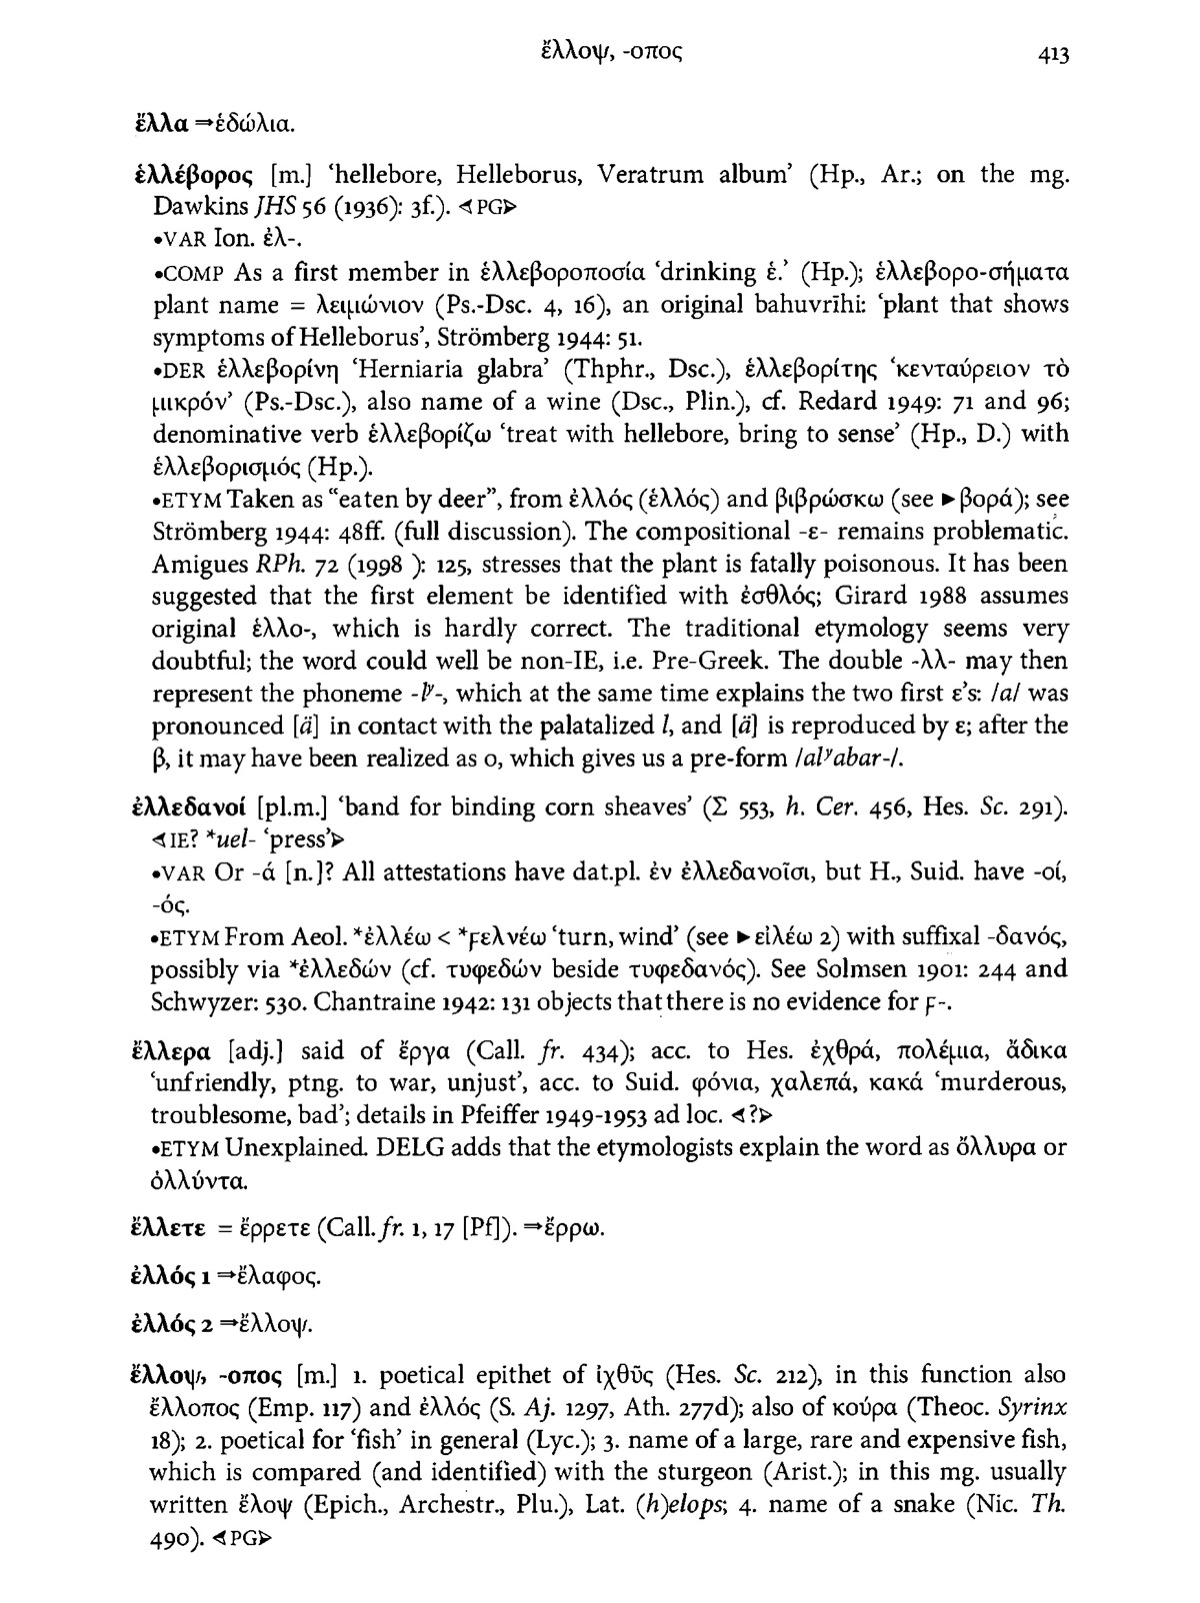 ἔλλοψ, -οπος 413
ἔλλα ⇒ἑδώλια.
ἑλλέβορος [m.] ‘hellebore, Helleborus, Veratrum album’ (Hp., Ar.; on the mg.
Dawkins JHS 56 (1936): 3f.). ⊲PG⊳
•VAR Ion. ἐλ-.
•COMP As a first member in ἑλλεβοροποσία ‘drinking ἑ.’ (Hp.); ἑλλεβορο-σήματα
plant name = λειμώνιον (Ps.-Dsc. 4, 16), an original bahuvrīhi: ‘plant that shows
symptoms of Helleborus’, Strömberg 1944: 51.
•DER ἑλλεβορίνη ‘Herniaria glabra’ (Thphr., Dsc.), ἑλλεβορίτης ‘κενταύρειον τὸ
μικρόν’ (Ps.-Dsc.), also name of a wine (Dsc., Plin.), cf. Redard 1949: 71 and 96;
denominative verb ἑλλεβορίζω ‘treat with hellebore, bring to sense’ (Hp., D.) with
ἑλλεβορισμός (Hp.).
•ETYM Taken as “eaten by deer”, from ἐλλός (ἑλλός) and βιβρώσκω (see ►βορά); see
Strömberg 1944: 48ff. (full discussion). The compositional -ε- remains problematic.
Amigues RPh. 72 (1998 ): 125, stresses that the plant is fatally poisonous. It has been
suggested that the first element be identified with ἐσθλός; Girard 1988 assumes
original ἑλλο-, which is hardly correct. The traditional etymology seems very
doubtful; the word could well be non-IE, i.e. Pre-Greek. The double -λλ- may then
represent the phoneme -lʸ-, which at the same time explains the two first ε’s: /a/ was
pronounced [ä] in contact with the palatalized l, and [ä] is reproduced by ε; after the
β, it may have been realized as ο, which gives us a pre-form /alʸabar-/.
ἐλλεδανοί [pl.m.] ‘band for binding corn sheaves’ (Σ 553, h. Cer. 456, Hes. Sc. 291).
⊲IE? *uel- ‘press’⊳
•VAR Or -ά [n.]? All attestations have dat.pl. ἐν ἐλλεδανοῖσι, but H., Suid. have -οί,
-ός.
•ETYM From Aeol. *ἐλλέω < *ϝελνέω ‘turn, wind’ (see ►εἰλέω 2) with suffixal -δανός,
possibly via *ἐλλεδών (cf. τυφεδών beside τυφεδανός). See Solmsen 1901: 244 and
Schwyzer: 530. Chantraine 1942: 131 objects that there is no evidence for ϝ-.
ἔλλερα [adj.] said of ἔργα (Call. fr. 434); acc. to Hes. ἐχθρά, πολέμια, ἄδικα
‘unfriendly, ptng. to war, unjust’, acc. to Suid. φόνια, χαλεπά, κακά ‘murderous,
troublesome, bad’; details in Pfeiffer 1949-1953 ad loc. ⊲?⊳
•ETYM Unexplained. DELG adds that the etymologists explain the word as ὄλλυρα or
ὀλλύντα.
ἔλλετε = ἔρρετε (Call. fr. 1, 17 [Pf]). ⇒ἔρρω.
ἐλλός 1 ⇒ἔλαφος.
ἐλλός 2 ⇒ἔλλοψ.
ἔλλοψ, -οπος [m.] 1. poetical epithet of ἰχθῦς (Hes. Sc. 212), in this function also
ἔλλοπος (Emp. 117) and ἐλλός (S. Aj. 1297, Ath. 277d); also of κούρα (Theoc. Syrinx
18); 2. poetical for ‘fish’ in general (Lyc.); 3. name of a large, rare and expensive fish,
which is compared (and identified) with the sturgeon (Arist.); in this mg. usually
written ἔλοψ (Epich., Archestr., Plu.), Lat. (h)elops; 4. name of a snake (Nic. Th.
490). ⊲PG⊳